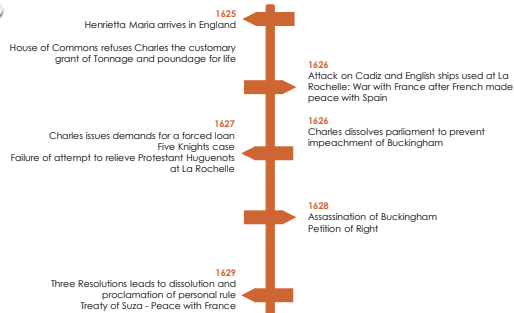 1625
Henrietta Maria arrives in England
House of Commons refuses Charles the customary
grant of Tonnage and poundage for life
1626
Attack on Cadiz and English ships used at La
Rochelle: War with France after French made
peace with Spain
1627
Charles issues demands for a forced loan
Five Knights case
Failure of attempt to relieve Protestant Huguenots
at La Rochelle
1626
Charles dissolves parliament to prevent
impeachment of Buckingham
1628
Assassination of Buckingham
Petition of Right
1629
Three Resolutions leads to dissolution and
proclamation of personal rule
Treaty of Suza - Peace with France